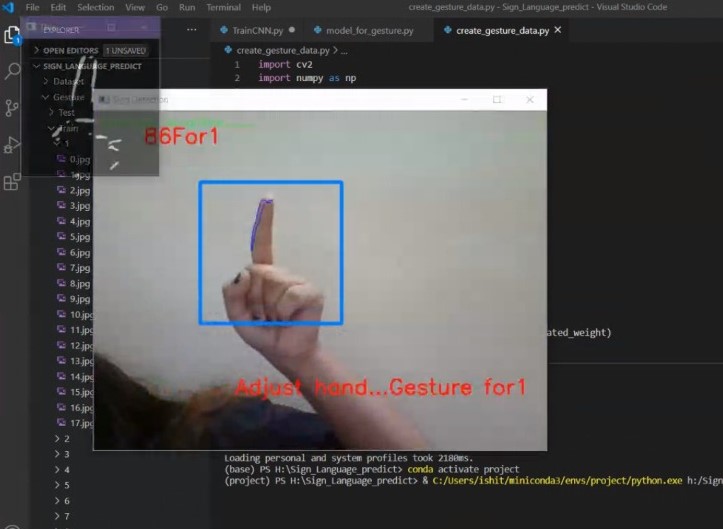 File Edit Selection View Go Run Terminal Help
create_gesture_data.py - Sign_Language_predict - Visual Studio Code
EXPLORER
TrainCNN.py
model_for_gesture.py
create_gesture_data.py
OPEN EDITORS 1 UNSAVED
create_gesture_data.py > ...
SIGN_LANGUAGE_PREDICT
1 import cv2
2 import numpy as np
Dataset
Gesture
Sign Detection
Test
Train
86For1
1
0.jpg
1.jpg
2.jpg
3.jpg
4.jpg
5.jpg
6.jpg
7.jpg
8.jpg
9.jpg
10.jpg
11.jpg
12.jpg
ated_weight)
13.jpg
14.jpg
15.jpg
Adjust hand...Gesture for1
16.jpg
17.jpg
2
3
4
5
6
7
Loading personal and system profiles took 2180ms.
(base) PS H:\Sign_Language_predict> conda activate project
(project) PS H:\Sign_Language_predict> & C:/Users/ishit/miniconda3/envs/project/python.exe h:/Sign